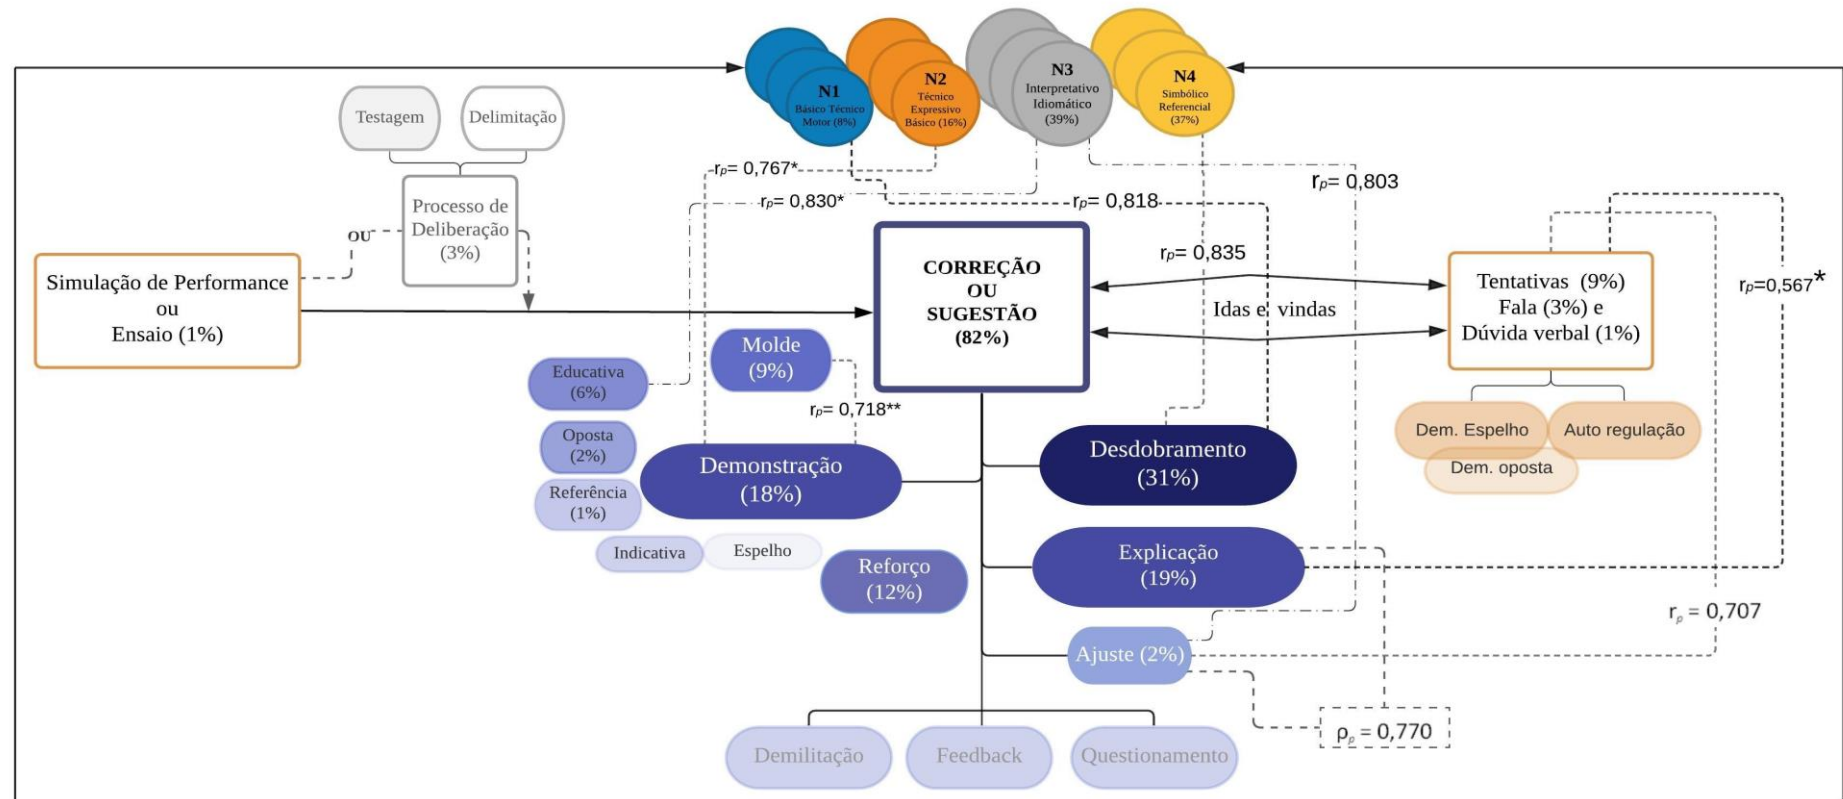 N1
Básico Técnico
Motor (8%)
N2
Técnico
Expressivo
Básico (16%)
N3
Interpretativo
Idiomático
(39%)
N4
Simbólico
Referencial
(37%)
Testagem
Delimitação
rp= 0,767*
rp= 0,830*
rp= 0,818
rp= 0,803
Processo de
Deliberação
(3%)
OU
Simulação de Performance
ou
Ensaio (1%)
CORREÇÃO
OU
SUGESTÃO
(82%)
rp= 0,835
Idas e vindas
Tentativas (9%)
Fala (3%) e
Dúvida verbal (1%)
rp=0,567*
Molde
(9%)
Educativa
(6%)
rp= 0,718**
Oposta
(2%)
Referência
(1%)
Demonstração
(18%)
Indicativa
Espelho
Reforço
(12%)
Desdobramento
(31%)
Dem. Espelho
Auto regulação
Dem. oposta
Explicação
(19%)
Ajuste (2%)
rp = 0,707
ρp = 0,770
Demilitação
Feedback
Questionamento